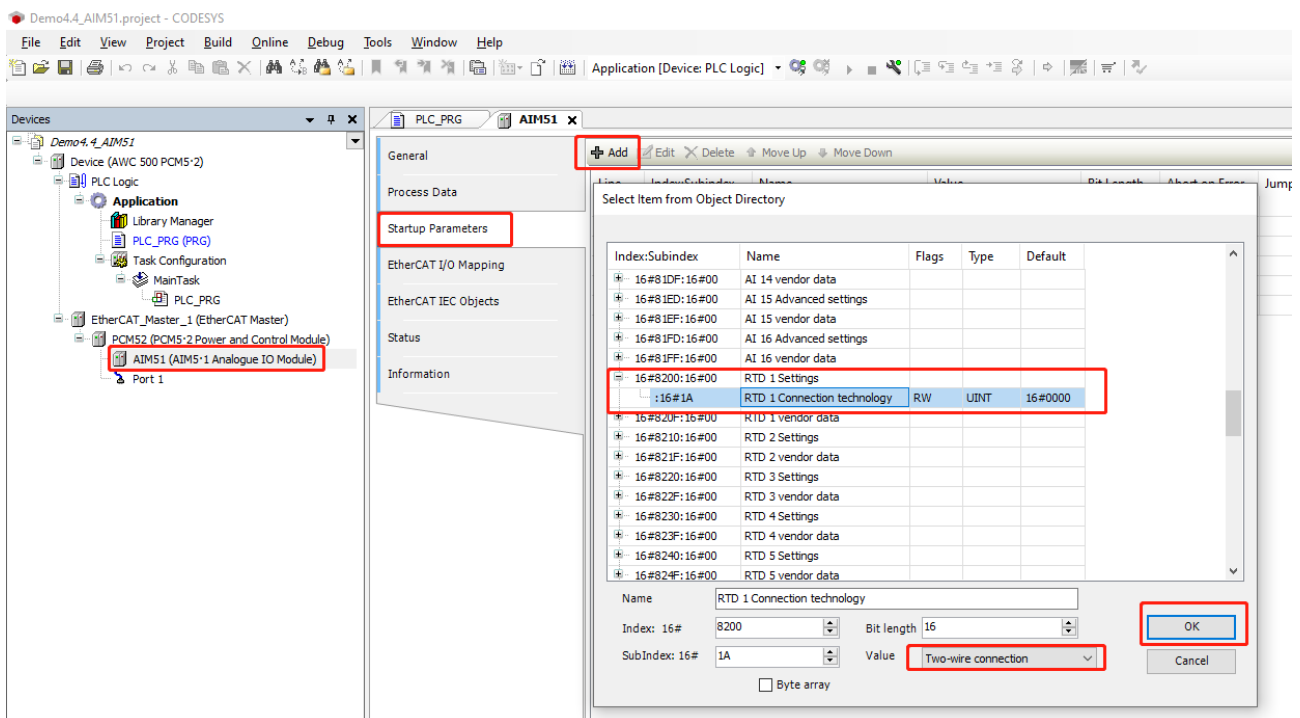 Demo4.4_AIM51.project - CODESYS
File Edit View Project Build Online Debug Tools Window Help
Application [Device: PLC Logic]
Devices
Demo4.4_AIM51
Device (AWC 500 PCM5·2)
PLC Logic
Application
Library Manager
PLC_PRG (PRG)
Task Configuration
MainTask
PLC_PRG
EtherCAT_Master_1 (EtherCAT Master)
PCM52 (PCM5·2 Power and Control Module)
AIM51 (AIM5·1 Analogue IO Module)
Port 1
PLC_PRG AIM51
General
Process Data
Startup Parameters
EtherCAT I/O Mapping
EtherCAT IEC Objects
Status
Information
Add Edit Delete Move Up Move Down
Line Index:Subindex Name Value Bit Length Abort on Error Jump
Select Item from Object Directory
Index:Subindex Name Flags Type Default
16#81DF:16#00 AI 14 vendor data
16#81ED:16#00 AI 15 Advanced settings
16#81EF:16#00 AI 15 vendor data
16#81FD:16#00 AI 16 Advanced settings
16#81FF:16#00 AI 16 vendor data
16#8200:16#00 RTD 1 Settings
:16#1A RTD 1 Connection technology RW UINT 16#0000
16#820F:16#00 RTD 1 vendor data
16#8210:16#00 RTD 2 Settings
16#821F:16#00 RTD 2 vendor data
16#8220:16#00 RTD 3 Settings
16#822F:16#00 RTD 3 vendor data
16#8230:16#00 RTD 4 Settings
16#823F:16#00 RTD 4 vendor data
16#8240:16#00 RTD 5 Settings
16#824F:16#00 RTD 5 vendor data
Name RTD 1 Connection technology
Index: 16# 8200 Bit length 16 OK
SubIndex: 16# 1A Value Two-wire connection Cancel
Byte array